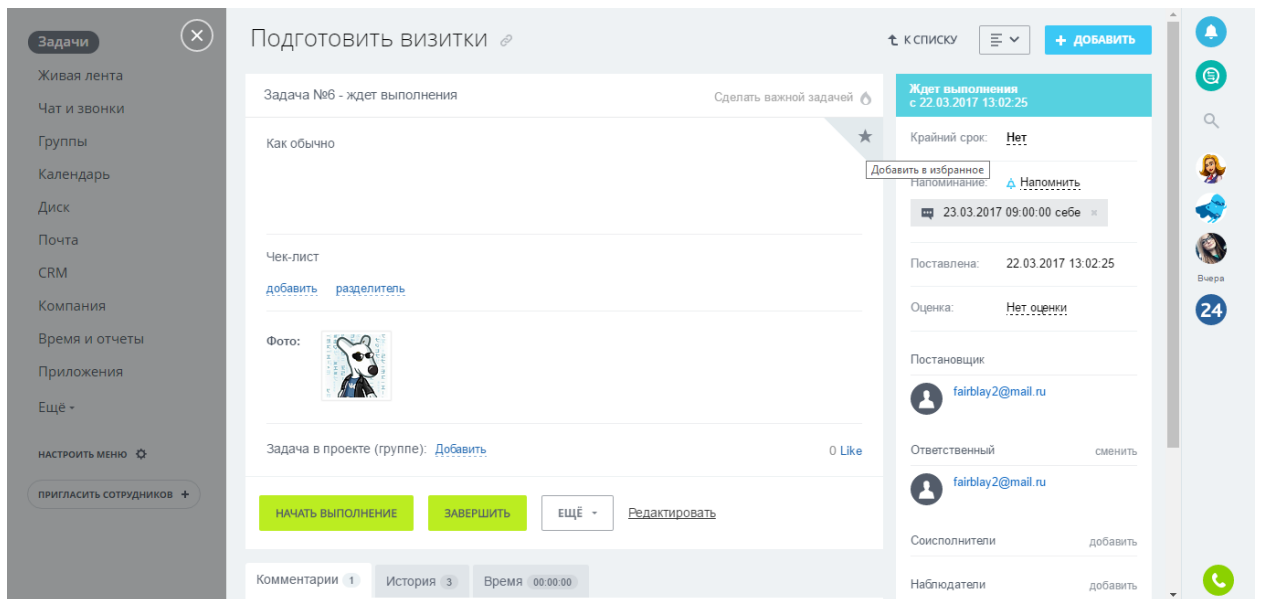 Задачи
Живая лента
Чат и звонки
Группы
Календарь
Диск
Почта
CRM
Компания
Время и отчеты
Приложения
Ещё
НАСТРОИТЬ МЕНЮ
ПРИГЛАСИТЬ СОТРУДНИКОВ +
Подготовить визитки
К СПИСКУ
+ ДОБАВИТЬ
Задача №6 - ждет выполнения
Сделать важной задачей
Как обычно
Добавить в избранное
Чек-лист
добавить разделитель
Фото:
Задача в проекте (группе): Добавить
0 Like
НАЧАТЬ ВЫПОЛНЕНИЕ
ЗАВЕРШИТЬ
ЕЩЁ
Редактировать
Комментарии 1
История 3
Время 00:00:00
Ждет выполнения
с 22.03.2017 13:02:25
Крайний срок: Нет
Напоминание: Напомнить
23.03.2017 09:00:00 себе ×
Поставлена: 22.03.2017 13:02:25
Оценка: Нет оценки
Постановщик
fairblay2@mail.ru
Ответственный сменить
fairblay2@mail.ru
Соисполнители добавить
Наблюдатели добавить
Вчера
24